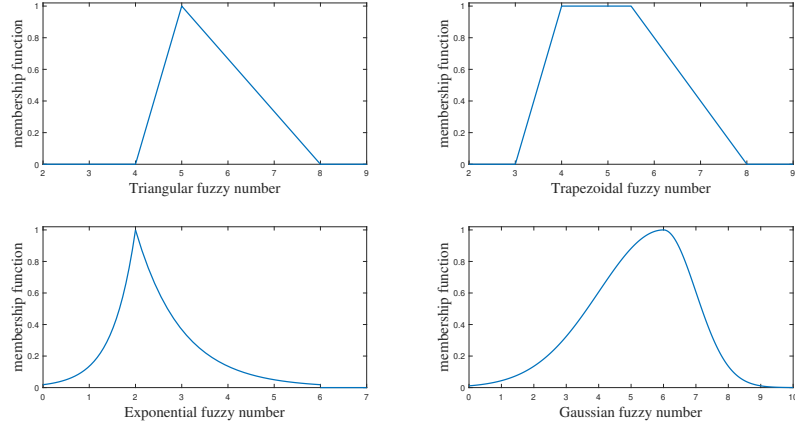 membership function
1
0.8
0.6
0.4
0.2
0
2 3 4 5 6 7 8 9
Triangular fuzzy number
membership function
1
0.8
0.6
0.4
0.2
0
2 3 4 5 6 7 8 9
Trapezoidal fuzzy number
membership function
1
0.8
0.6
0.4
0.2
0
0 1 2 3 4 5 6 7
Exponential fuzzy number
membership function
1
0.8
0.6
0.4
0.2
0
0 1 2 3 4 5 6 7 8 9 10
Gaussian fuzzy number